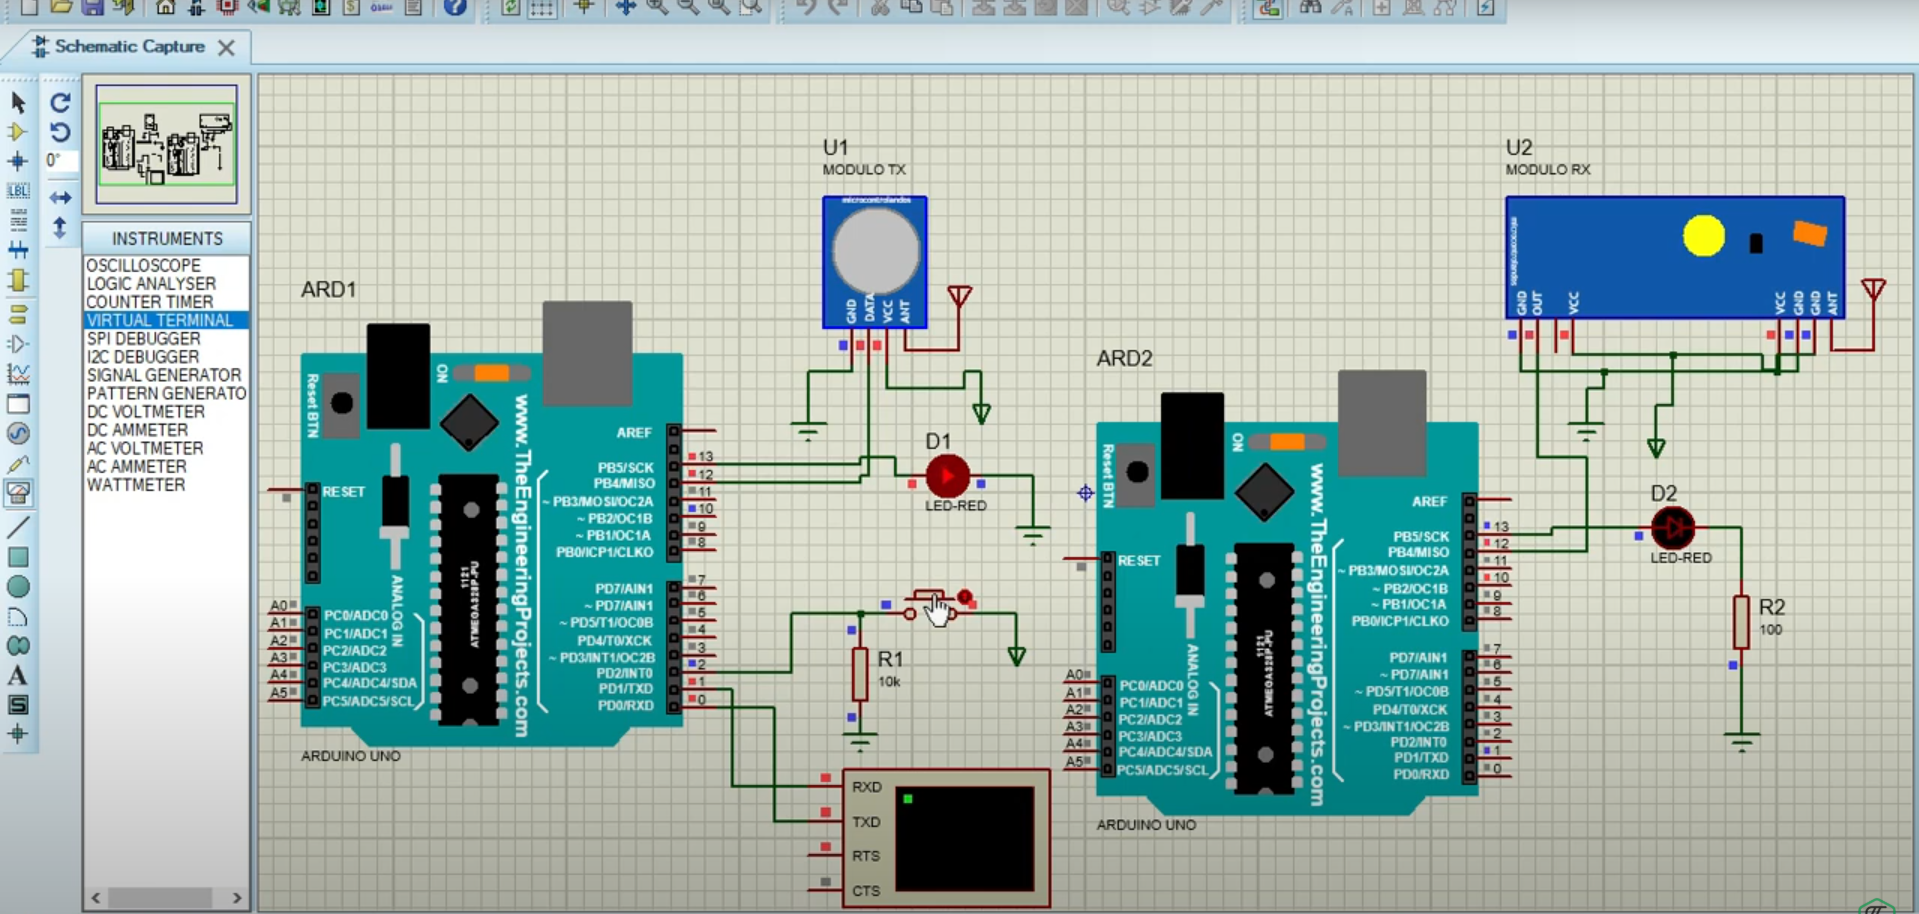 Schematic Capture
0°
LBL
INSTRUMENTS
OSCILLOSCOPE
LOGIC ANALYSER
COUNTER TIMER
VIRTUAL TERMINAL
SPI DEBUGGER
I2C DEBUGGER
SIGNAL GENERATOR
PATTERN GENERATO
DC VOLTMETER
DC AMMETER
AC VOLTMETER
AC AMMETER
WATTMETER
A
S
ARD1
Reset BTN
ON
www.TheEngineeringProjects.com
ANALOG IN
1121
ATMEGA328P-PU
RESET
A0
A1
A2
A3
A4
A5
PC0/ADC0
PC1/ADC1
PC2/ADC2
PC3/ADC3
PC4/ADC4/SDA
PC5/ADC5/SCL
AREF
PB5/SCK
PB4/MISO
~ PB3/MOSI/OC2A
~ PB2/OC1B
~ PB1/OC1A
PB0/ICP1/CLKO
PD7/AIN1
~ PD7/AIN1
~ PD5/T1/OC0B
PD4/T0/XCK
~ PD3/INT1/OC2B
PD2/INT0
PD1/TXD
PD0/RXD
13
12
11
10
9
8
7
6
5
4
3
2
1
0
ARDUINO UNO
U1
MODULO TX
microcontrolandos
GND
DATA
VCC
ANT
D1
LED-RED
R1
10k
RXD
TXD
RTS
CTS
ARD2
Reset BTN
ON
www.TheEngineeringProjects.com
ANALOG IN
1121
ATMEGA328P-PU
RESET
A0
A1
A2
A3
A4
A5
PC0/ADC0
PC1/ADC1
PC2/ADC2
PC3/ADC3
PC4/ADC4/SDA
PC5/ADC5/SCL
AREF
PB5/SCK
PB4/MISO
~ PB3/MOSI/OC2A
~ PB2/OC1B
~ PB1/OC1A
PB0/ICP1/CLKO
PD7/AIN1
~ PD7/AIN1
~ PD5/T1/OC0B
PD4/T0/XCK
~ PD3/INT1/OC2B
PD2/INT0
PD1/TXD
PD0/RXD
13
12
11
10
9
8
7
6
5
4
3
2
1
0
ARDUINO UNO
U2
MODULO RX
microcontrolandos
GND
OUT
VCC
VCC
GND
GND
ANT
D2
LED-RED
R2
100